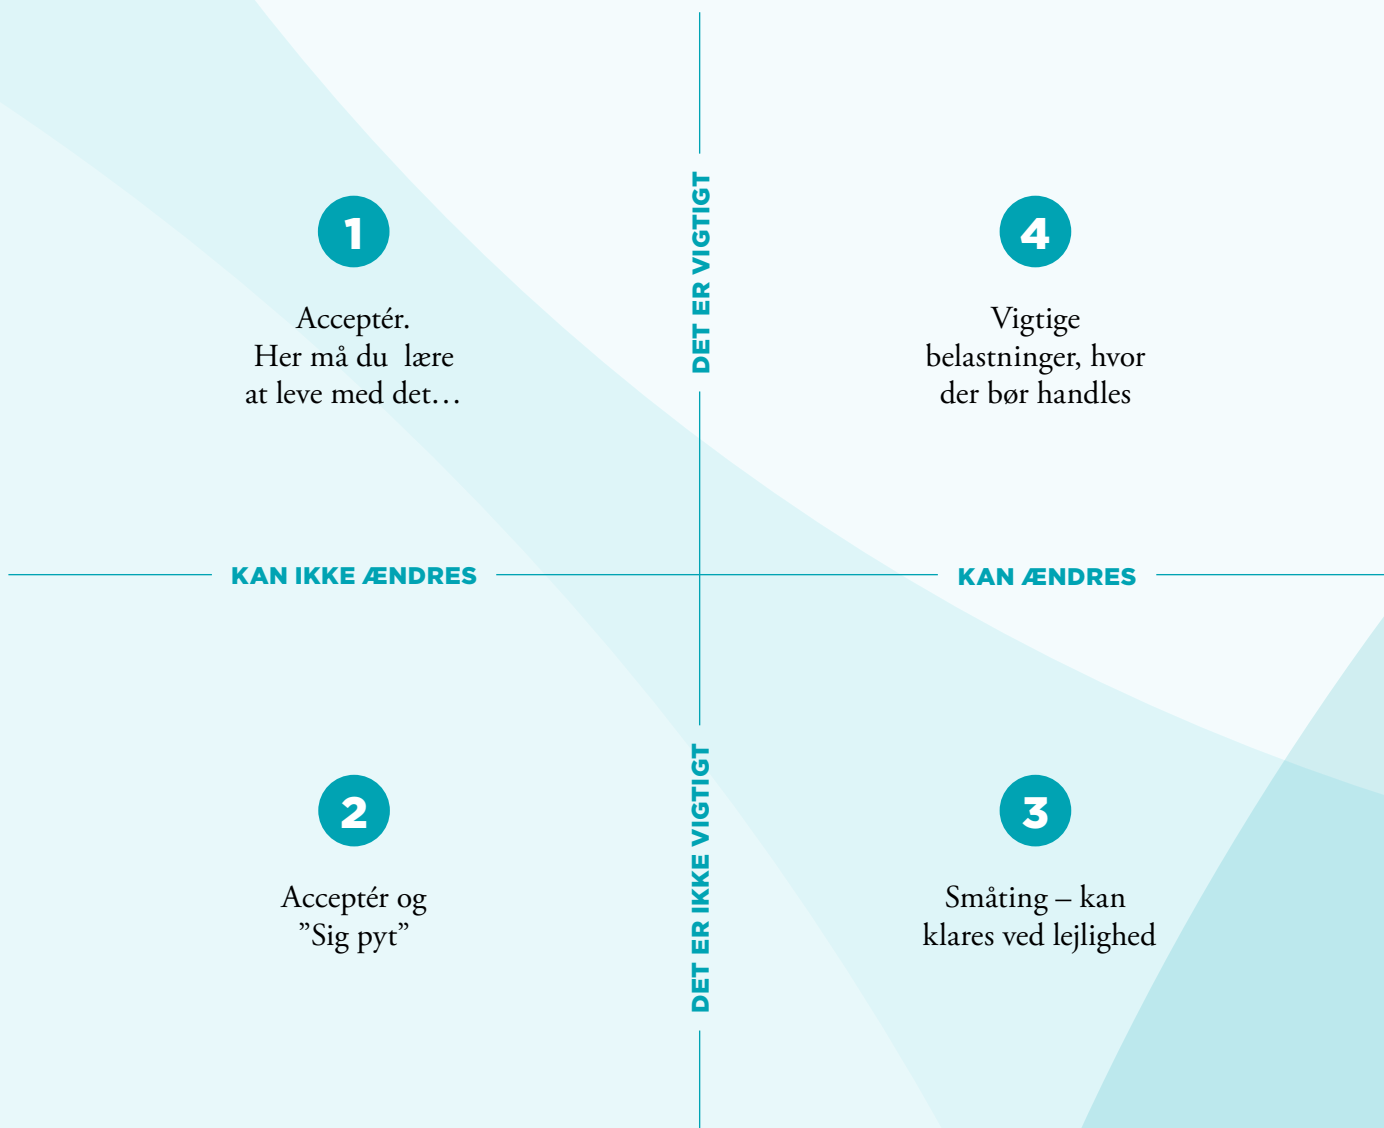 DET ER VIGTIGT
1
Acceptér.
Her må du lære
at leve med det…
4
Vigtige
belastninger, hvor
der bør handles
KAN IKKE ÆNDRES
KAN ÆNDRES
DET ER IKKE VIGTIGT
2
Acceptér og
”Sig pyt”
3
Småting – kan
klares ved lejlighed